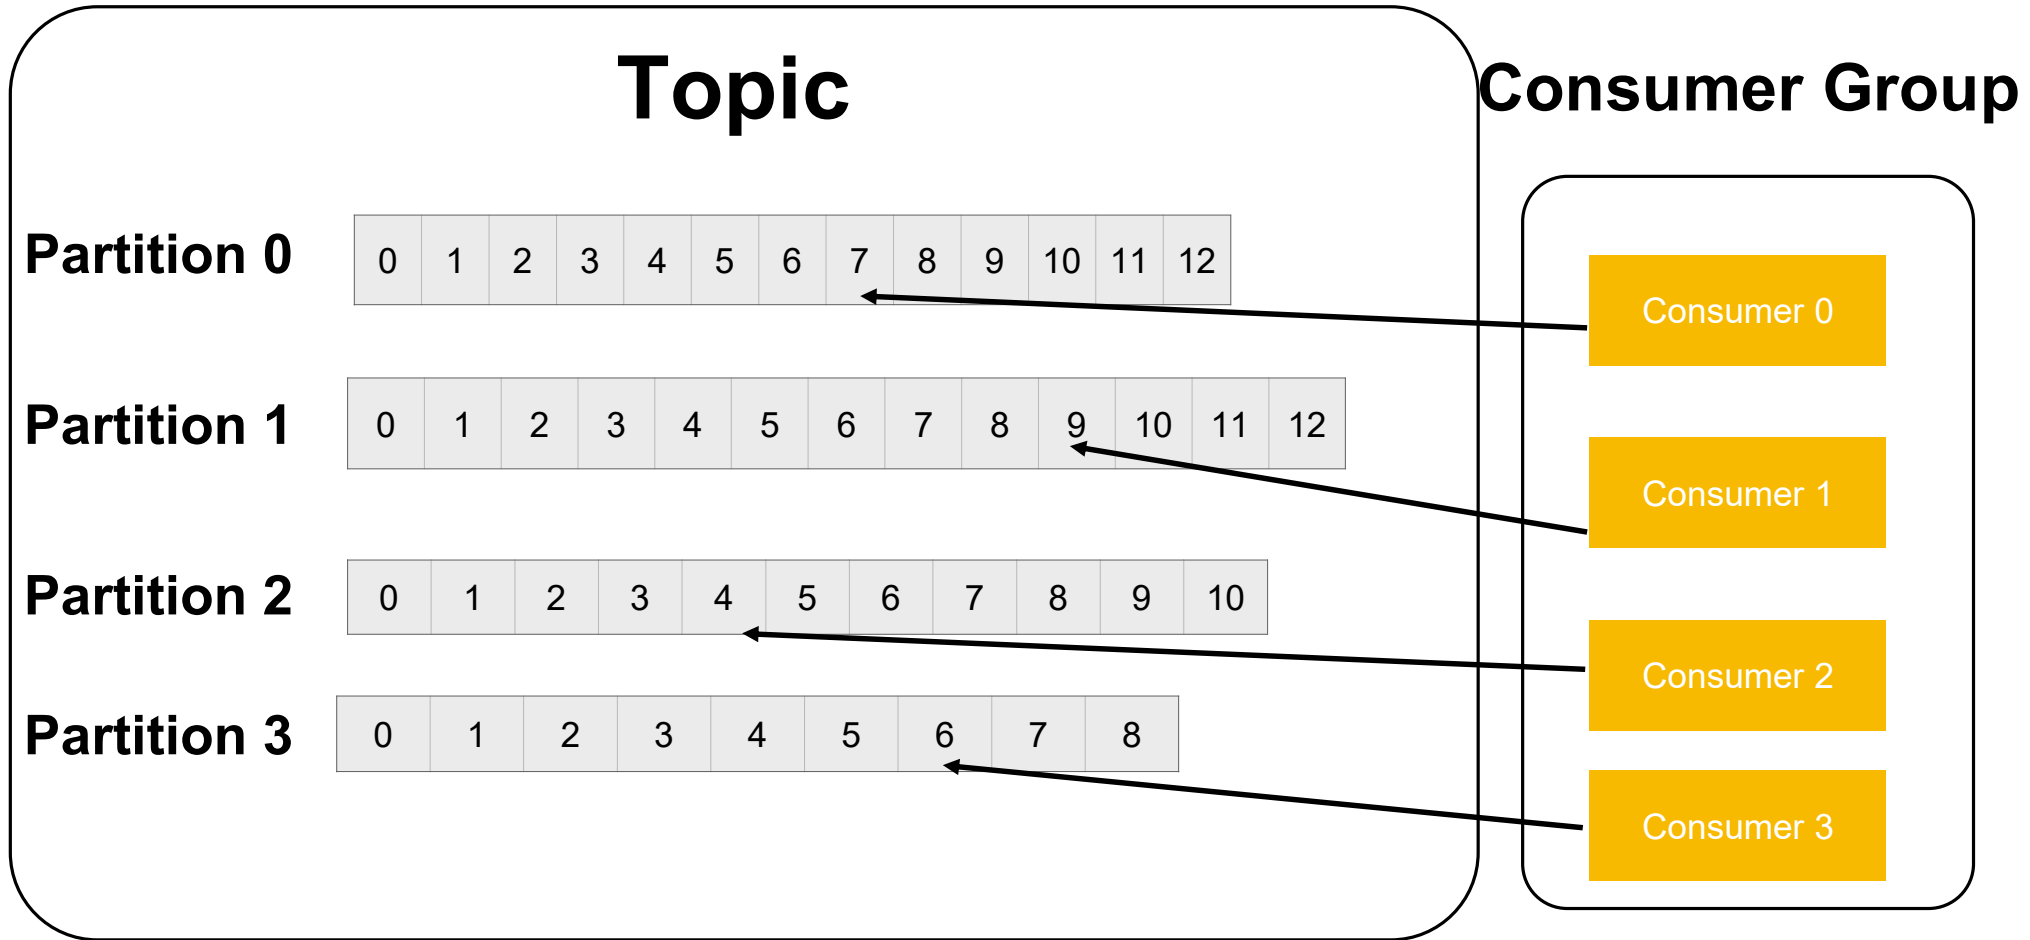 Topic
Consumer Group
Partition 0
0 1 2 3 4 5 6 7 8 9 10 11 12
Consumer 0
Partition 1
0 1 2 3 4 5 6 7 8 9 10 11 12
Consumer 1
Partition 2
0 1 2 3 4 5 6 7 8 9 10
Consumer 2
Partition 3
0 1 2 3 4 5 6 7 8
Consumer 3